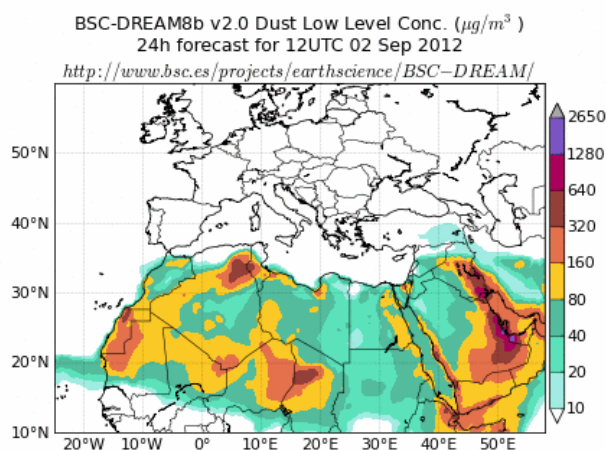 BSC-DREAM8b v2.0 Dust Low Level Conc. (μg/m³ )
24h forecast for 12UTC 02 Sep 2012
http://www.bsc.es/projects/earthscience/BSC−DREAM/
2650
50°N
1280
640
40°N
320
160
30°N
80
40
20°N
20
10
10°N
20°W 10°W 0° 10°E 20°E 30°E 40°E 50°E